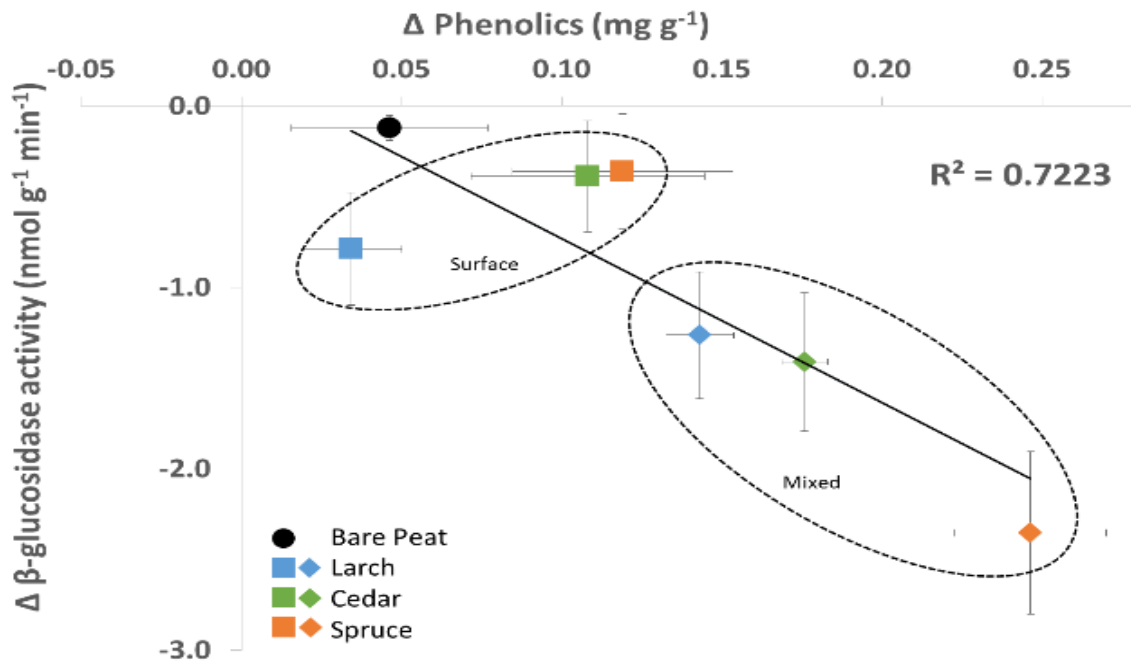 Δ Phenolics (mg g⁻¹)
-0.05 0.00 0.05 0.10 0.15 0.20 0.25
Δ β-glucosidase activity (nmol g⁻¹ min⁻¹)
0.0
-1.0
-2.0
-3.0
R² = 0.7223
Surface
Mixed
Bare Peat
Larch
Cedar
Spruce